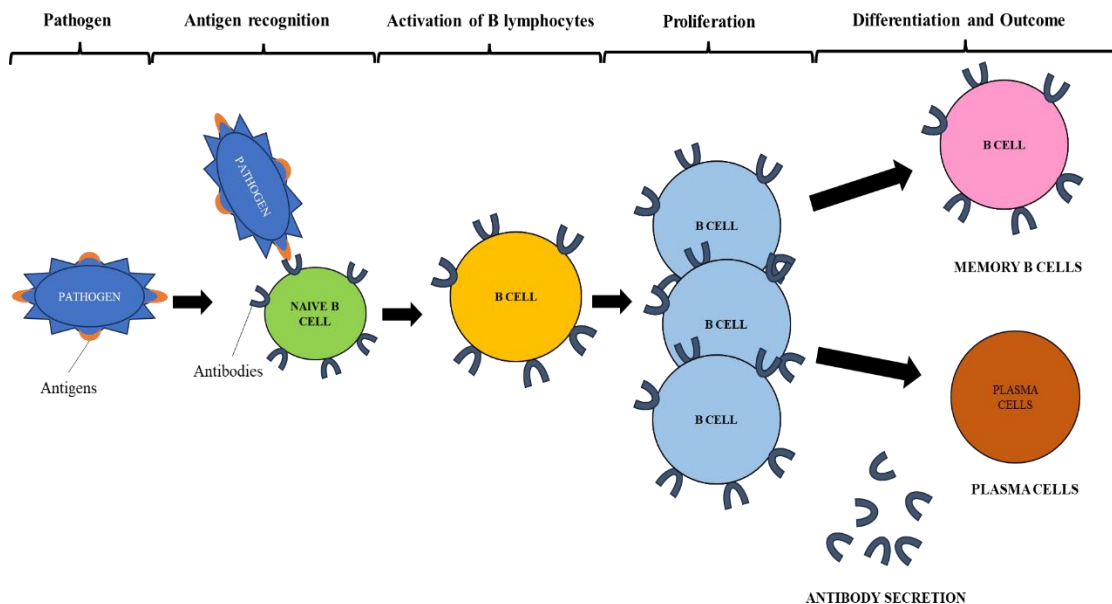 Pathogen
Antigen recognition
Activation of B lymphocytes
Proliferation
Differentiation and Outcome
PATHOGEN
Antigens
PATHOGEN
NAIVE B
CELL
Antibodies
B CELL
B CELL
B CELL
B CELL
B CELL
MEMORY B CELLS
PLASMA
CELLS
PLASMA CELLS
ANTIBODY SECRETION